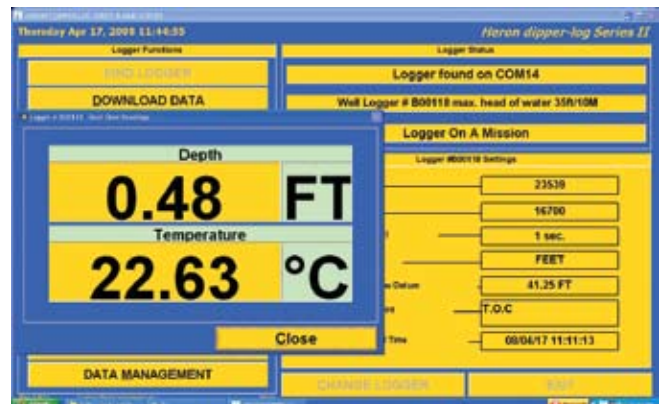 Thursday Apr 17, 2008 11:44:55
Heron dipper-log Series II
Logger Functions
FIND LOGGER
DOWNLOAD DATA
Depth
0.48 FT
Temperature
22.63 °C
Close
DATA MANAGEMENT
Logger Status
Logger found on COM14
Well Logger # B00118 max. head of water 35ft/10M
Logger On A Mission
Logger #B00118 Settings
23539
16700
1 sec.
FEET
Datum
41.25 FT
T.O.C
Time
08/04/17 11:11:13
CHANGE LOGGER
EXIT